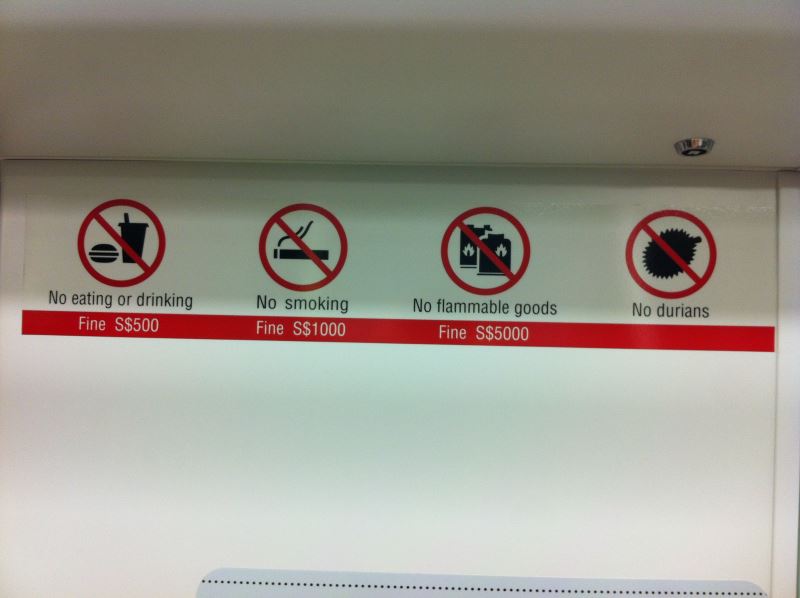 No eating or drinking
No smoking
No flammable goods
No durians
Fine S$500
Fine S$1000
Fine S$5000